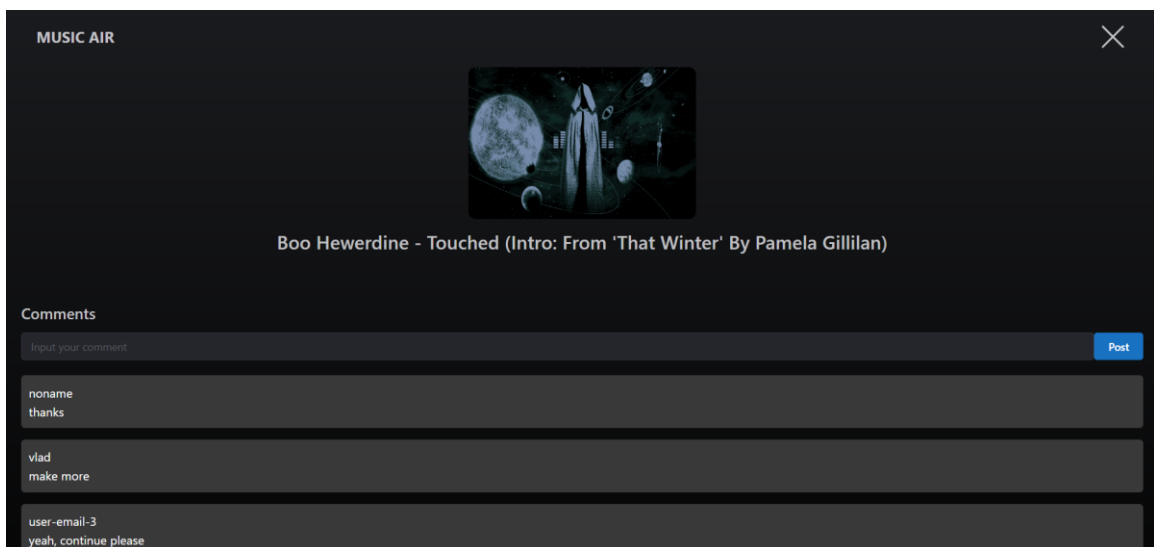 MUSIC AIR
Boo Hewerdine - Touched (Intro: From 'That Winter' By Pamela Gillilan)
Comments
Input your comment
Post
noname
thanks
vlad
make more
user-email-3
yeah, continue please